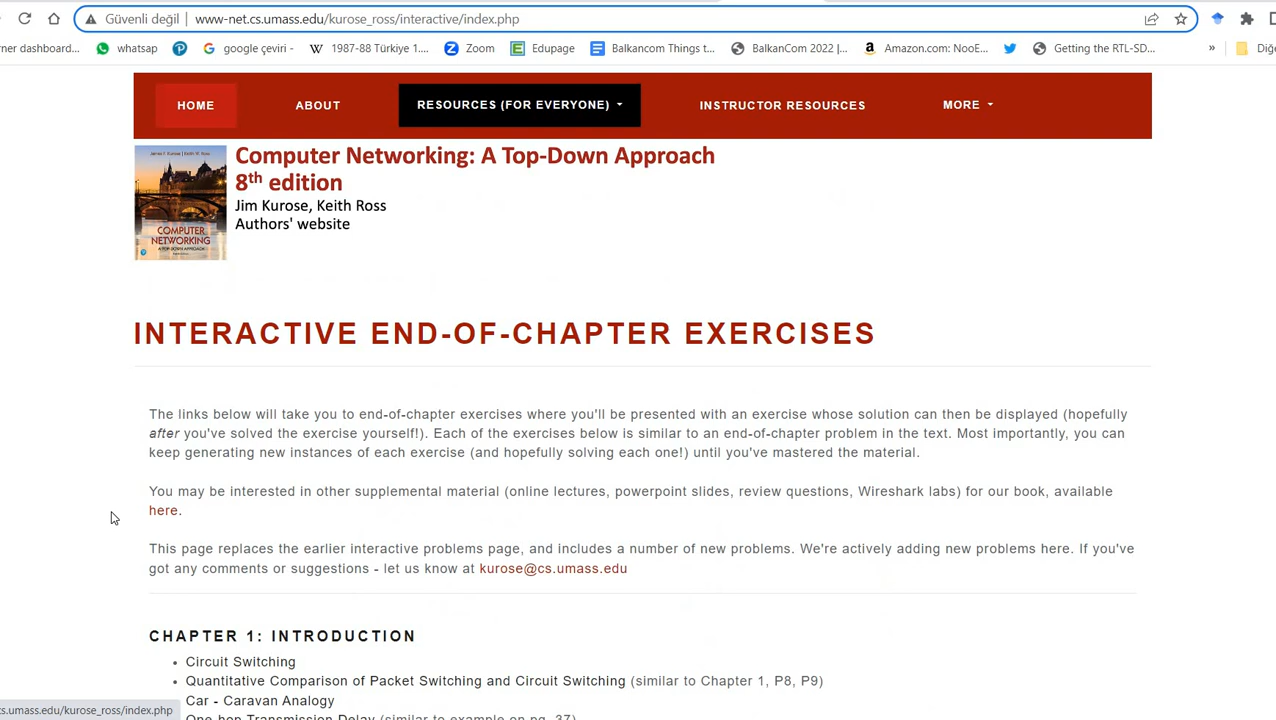 Güvenli değil
www-net.cs.umass.edu/kurose_ross/interactive/index.php
rner dashboard...
whatsap
google çeviri -
1987-88 Türkiye 1....
Zoom
Edupage
Balkancom Things t...
BalkanCom 2022 |...
Amazon.com: NooE...
Getting the RTL-SD...
»
Diğe
HOME
ABOUT
RESOURCES (FOR EVERYONE)
INSTRUCTOR RESOURCES
MORE
Computer Networking: A Top-Down Approach
8th edition
Jim Kurose, Keith Ross
Authors' website
COMPUTER
NETWORKING
INTERACTIVE END-OF-CHAPTER EXERCISES
The links below will take you to end-of-chapter exercises where you'll be presented with an exercise whose solution can then be displayed (hopefully
after you've solved the exercise yourself!). Each of the exercises below is similar to an end-of-chapter problem in the text. Most importantly, you can
keep generating new instances of each exercise (and hopefully solving each one!) until you've mastered the material.
You may be interested in other supplemental material (online lectures, powerpoint slides, review questions, Wireshark labs) for our book, available
here.
This page replaces the earlier interactive problems page, and includes a number of new problems. We're actively adding new problems here. If you've
got any comments or suggestions - let us know at kurose@cs.umass.edu
CHAPTER 1: INTRODUCTION
• Circuit Switching
• Quantitative Comparison of Packet Switching and Circuit Switching (similar to Chapter 1, P8, P9)
Car - Caravan Analogy
One-hop Transmission Delay (similar to example on pg. 37)
cs.umass.edu/kurose_ross/index.php